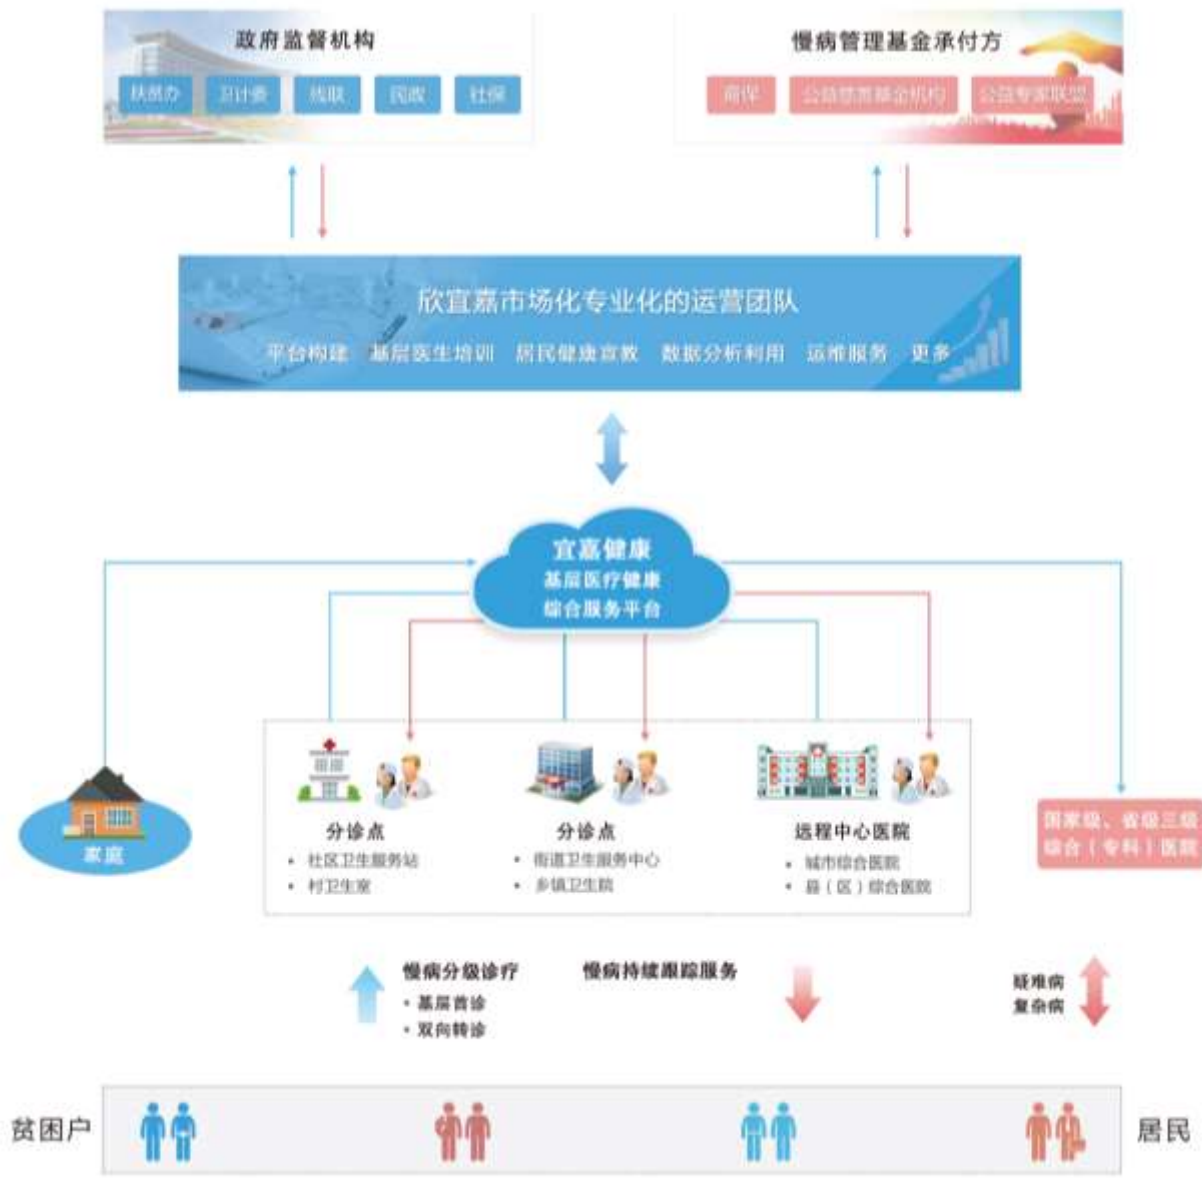 政府监督机构
扶贫办 卫计委 残联 民政 社保
慢病管理基金承付方
商保 公益慈善基金机构 公益专家联盟
欣宜嘉市场化专业化的运营团队
平台构建 基层医生培训 居民健康宣教 数据分析利用 运维服务 更多
宜嘉健康
基层医疗健康
综合服务平台
家庭
分诊点
• 社区卫生服务站
• 村卫生室
分诊点
• 街道卫生服务中心
• 乡镇卫生院
远程中心医院
• 城市综合医院
• 县（区）综合医院
国家级、省级三级
综合（专科）医院
慢病分级诊疗
• 基层首诊
• 双向转诊
慢病持续跟踪服务
疑难病
复杂病
贫困户
居民